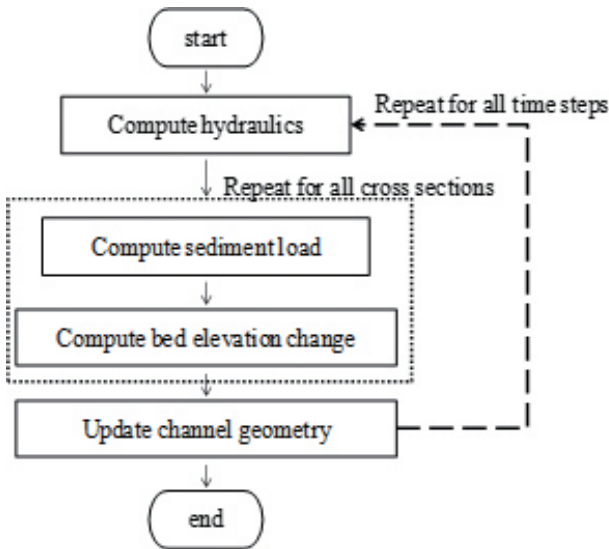 start
Repeat for all time steps
Compute hydraulics
Repeat for all cross sections
Compute sediment load
Compute bed elevation change
Update channel geometry
end